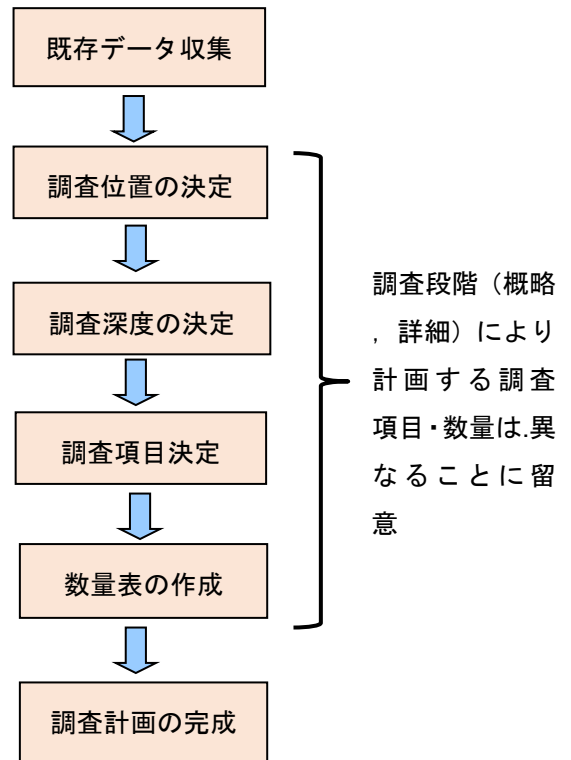 既存データ収集
調査位置の決定
調査深度の決定
調査項目決定
数量表の作成
調査計画の完成
調査段階（概略
，詳細）により
計画する調査
項目・数量は.異
なることに留
意